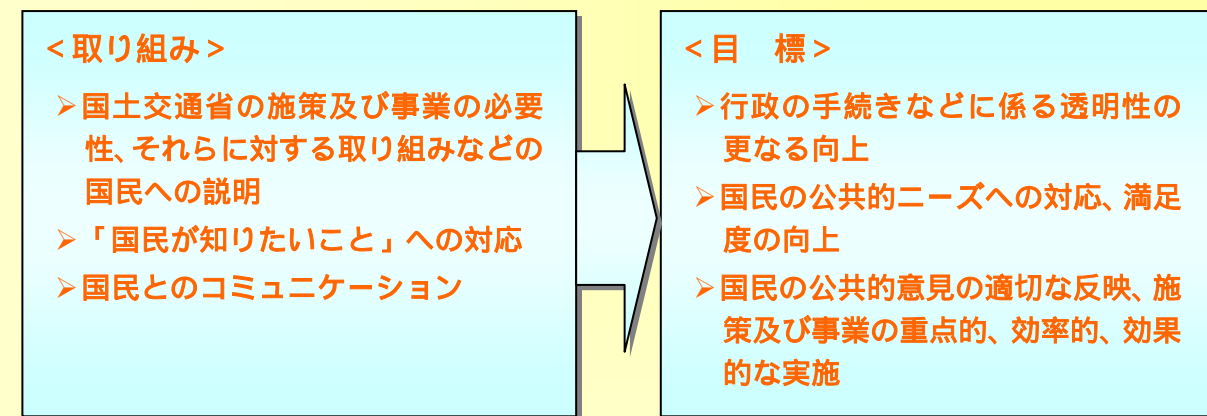 <取り組み>
➢国土交通省の施策及び事業の必要
性、それらに対する取り組みなどの
国民への説明
➢「国民が知りたいこと」への対応
➢国民とのコミュニケーション
<目　標>
➢行政の手続きなどに係る透明性の
更なる向上
➢国民の公共的ニーズへの対応、満足
度の向上
➢国民の公共的意見の適切な反映、施
策及び事業の重点的、効率的、効果
的な実施